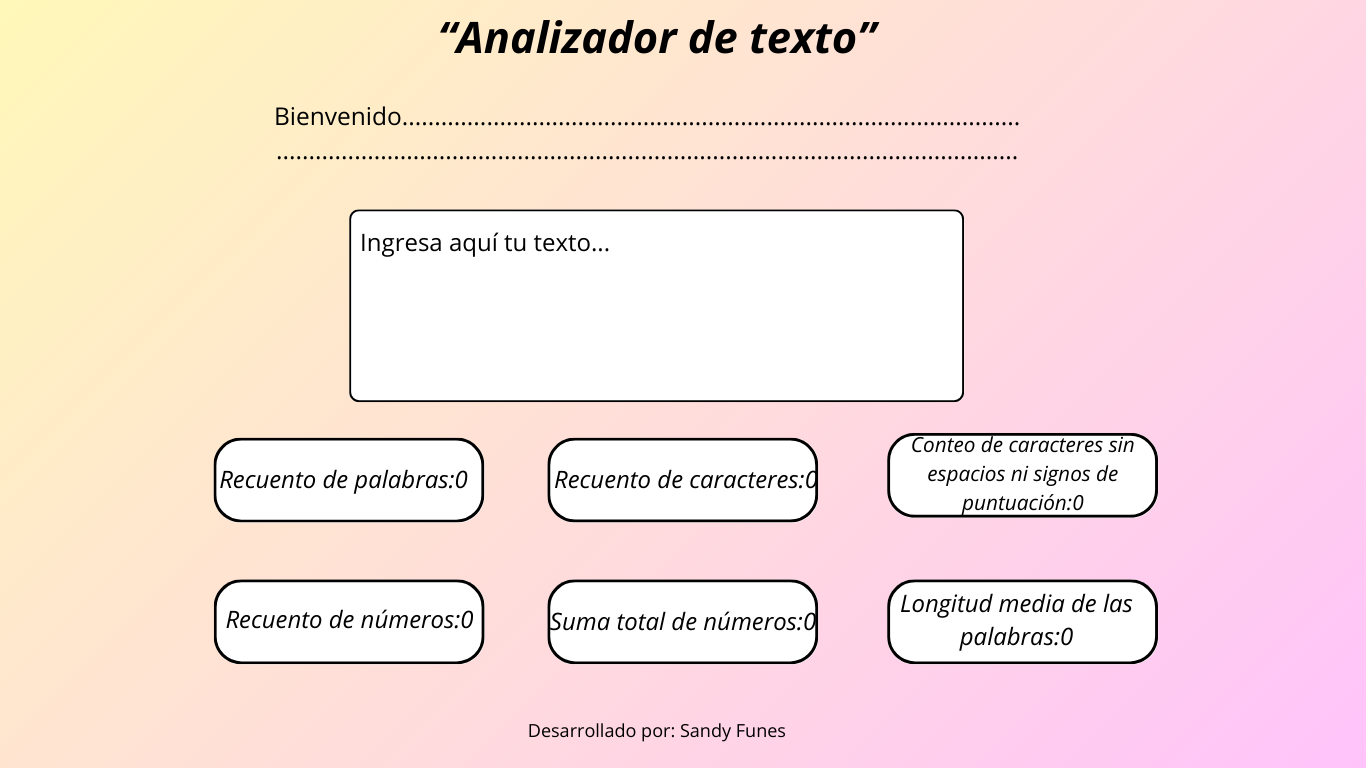 “Analizador de texto”
Bienvenido...............................................................................................
..................................................................................................................
Ingresa aquí tu texto...
Recuento de palabras:0
Recuento de caracteres:0
Conteo de caracteres sin
espacios ni signos de
puntuación:0
Recuento de números:0
Suma total de números:0
Longitud media de las
palabras:0
Desarrollado por: Sandy Funes